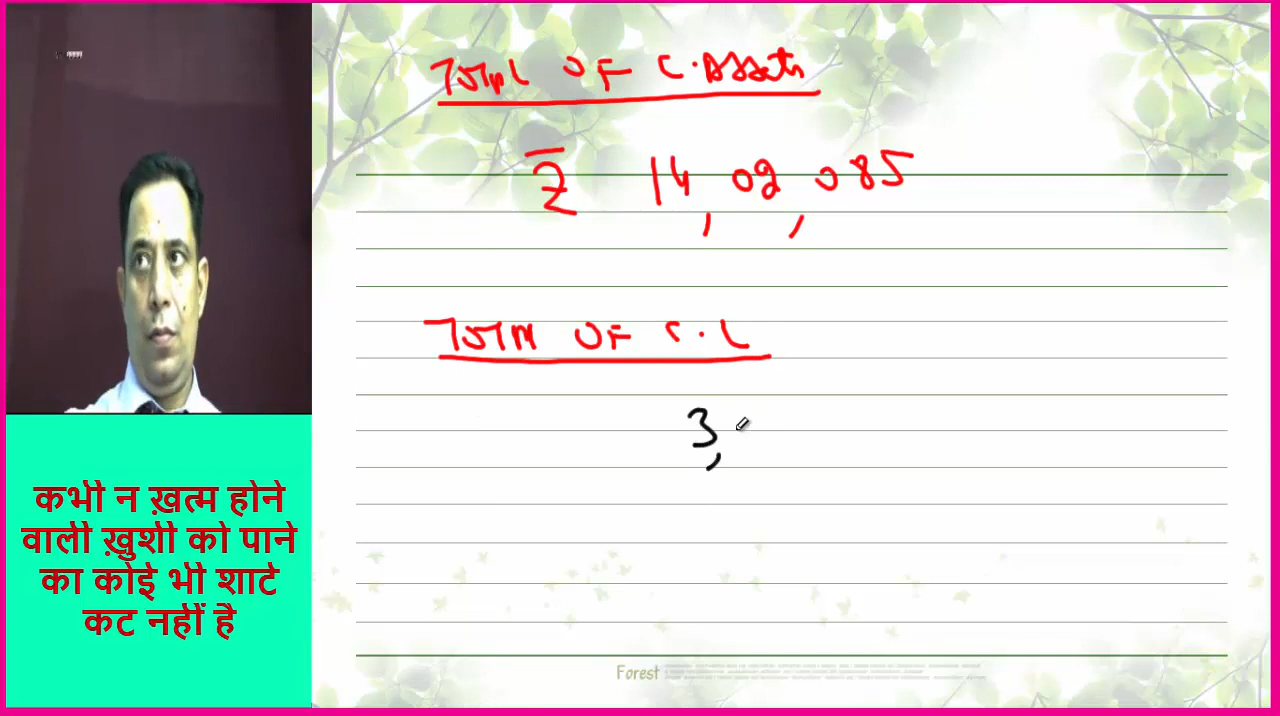 Total OF C. Assets
₹ 14,02,085
Total OF C.L
3,
कभी न ख़त्म होने
वाली ख़ुशी को पाने
का कोई भी शार्ट
कट नहीं है
Forest